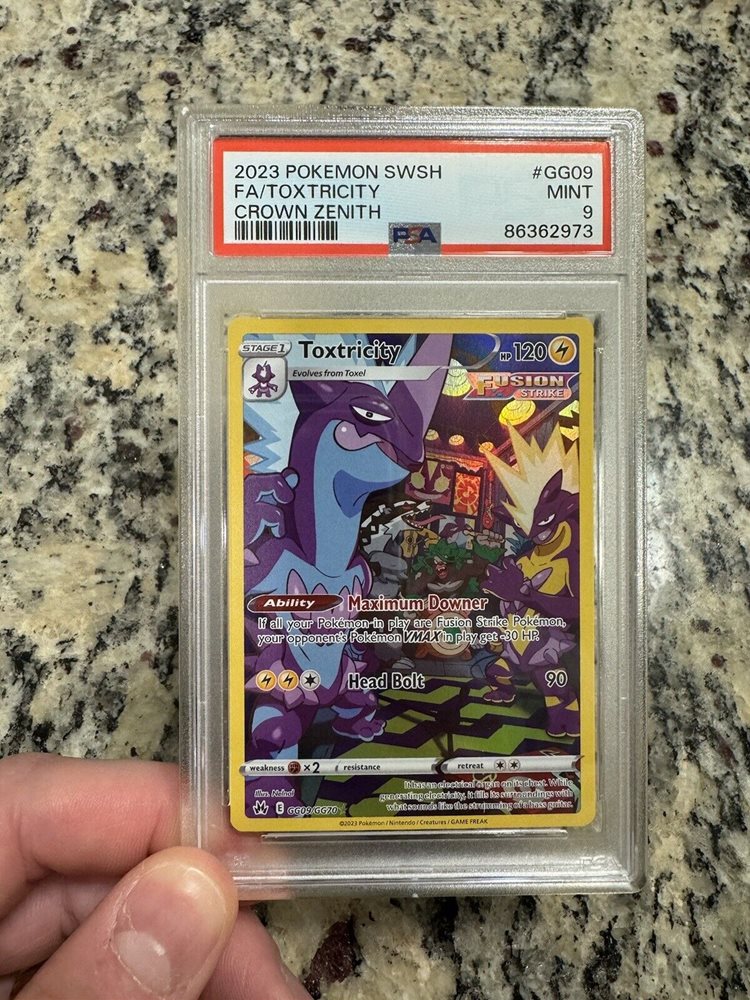 2023 POKEMON SWSH #GG09
FA/TOXTRICITY MINT
CROWN ZENITH 9
PSA 86362973
STAGE 1 Toxtricity HP 120
Evolves from Toxel
FUSION
STRIKE
Ability Maximum Downer
If all your Pokémon in play are Fusion Strike Pokémon,
your opponent's Pokémon VMAX in play get -30 HP.
Head Bolt 90
weakness ×2 resistance retreat
It has an electrical organ on its chest. While
generating electricity, it fills its surroundings with
what sounds like the strumming of a bass guitar.
Illus.
E GG09/GG70
©2023 Pokémon / Nintendo / Creatures / GAME FREAK